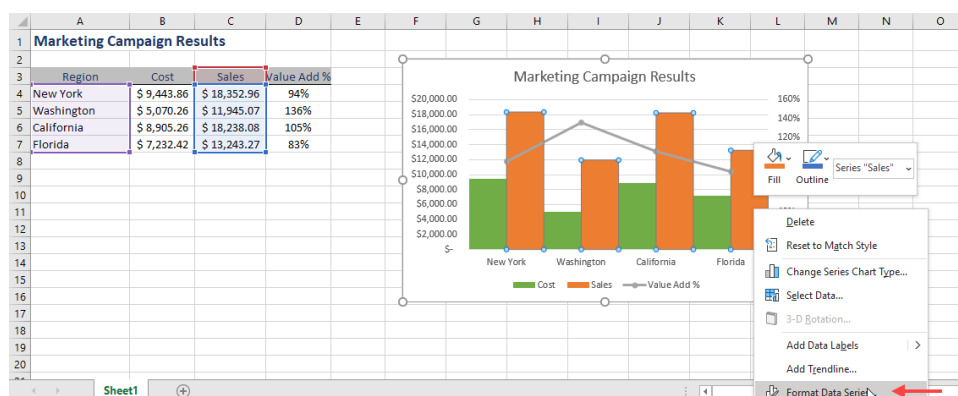 A B C D E F G H I J K L M N O
1 Marketing Campaign Results
2
3 Region Cost Sales Value Add %
4 New York $ 9,443.86 $ 18,352.96 94%
5 Washington $ 5,070.26 $ 11,945.07 136%
6 California $ 8,905.26 $ 18,238.08 105%
7 Florida $ 7,232.42 $ 13,243.27 83%
8
9
10
11
12
13
14
15
16
17
18
19
20
Marketing Campaign Results
$20,000.00 160%
$18,000.00 140%
$16,000.00 120%
$14,000.00
$12,000.00
$10,000.00
$8,000.00
$6,000.00
$4,000.00
$2,000.00
$-
New York Washington California Florida
Cost Sales Value Add %
Series "Sales"
Fill Outline
Delete
Reset to Match Style
Change Series Chart Type...
Select Data...
3-D Rotation...
Add Data Labels
Add Trendline...
Format Data Series...
Sheet1